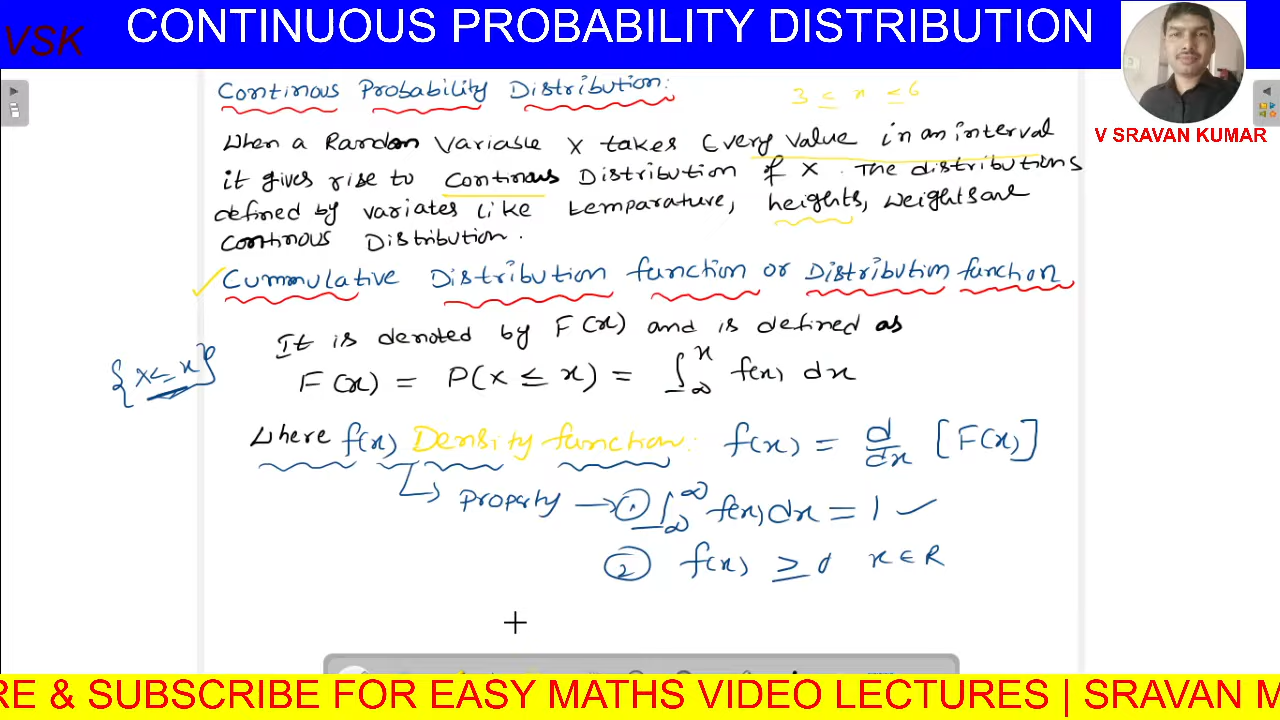 VSK
CONTINUOUS PROBABILITY DISTRIBUTION
V SRAVAN KUMAR
Continous Probability Distribution:
3 ≤ x ≤ 6
When a Random Variable X takes Every value in an interval
it gives rise to continous Distribution of X. The distributions
defined by variates like temparature, heights, weights are
continous Distribution.
✓ Cummulative Distribution function or Distribution function
It is denoted by F(x) and is defined as
{X ≤ x}
F(x) = P(X ≤ x) = ∫_{-∞}^{x} f(x) dx
Where f(x) Density function: f(x) = d/dx [F(x)]
Property → ① ∫_{-∞}^{∞} f(x) dx = 1 ✓
② f(x) ≥ 0 x ∈ R
RE & SUBSCRIBE FOR EASY MATHS VIDEO LECTURES | SRAVAN M